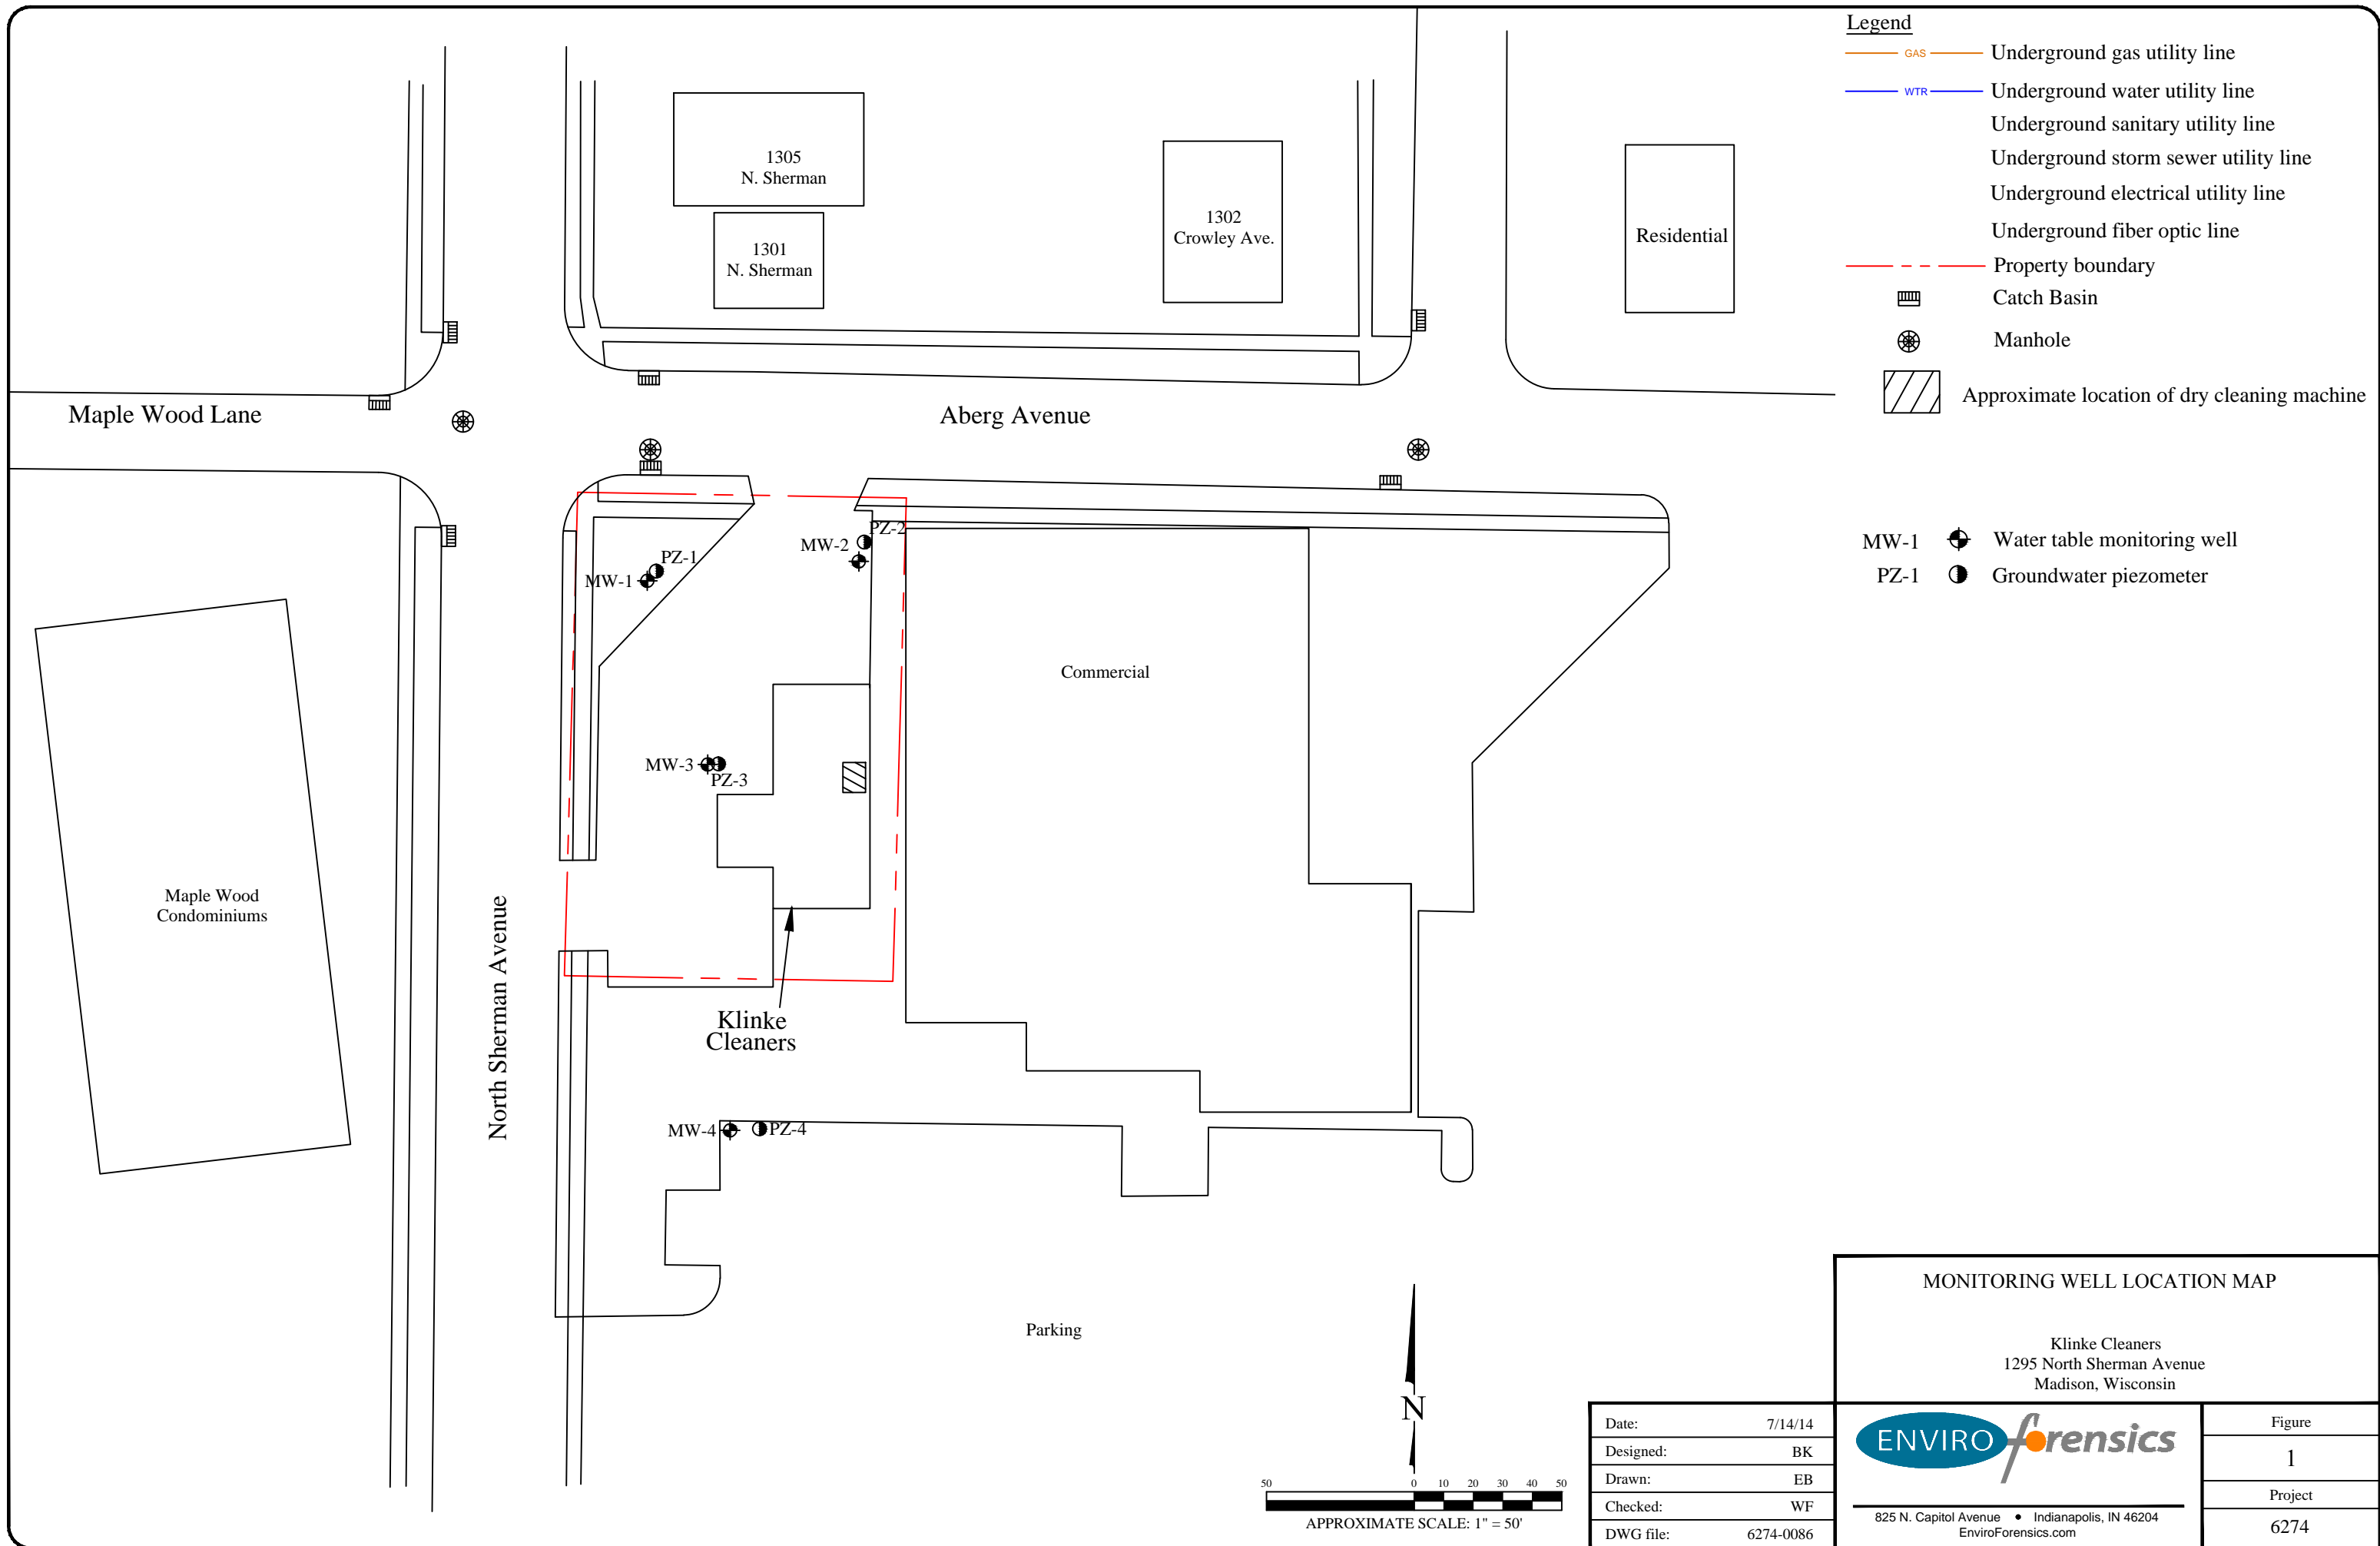 Legend
GAS Underground gas utility line
WTR Underground water utility line
Underground sanitary utility line
Underground storm sewer utility line
Underground electrical utility line
Underground fiber optic line
Property boundary
Catch Basin
Manhole
Approximate location of dry cleaning machine
MW-1 Water table monitoring well
PZ-1 Groundwater piezometer
1305
N. Sherman
1301
N. Sherman
1302
Crowley Ave.
Residential
Maple Wood Lane
Aberg Avenue
PZ-2
MW-2
PZ-1
MW-1
Commercial
MW-3
PZ-3
Maple Wood
Condominiums
North Sherman Avenue
Klinke
Cleaners
MW-4
PZ-4
Parking
N
50 0 10 20 30 40 50
APPROXIMATE SCALE: 1" = 50'
MONITORING WELL LOCATION MAP
Klinke Cleaners
1295 North Sherman Avenue
Madison, Wisconsin
Date: 7/14/14
Designed: BK
Drawn: EB
Checked: WF
DWG file: 6274-0086
ENVIRO forensics
825 N. Capitol Avenue • Indianapolis, IN 46204
EnviroForensics.com
Figure
1
Project
6274